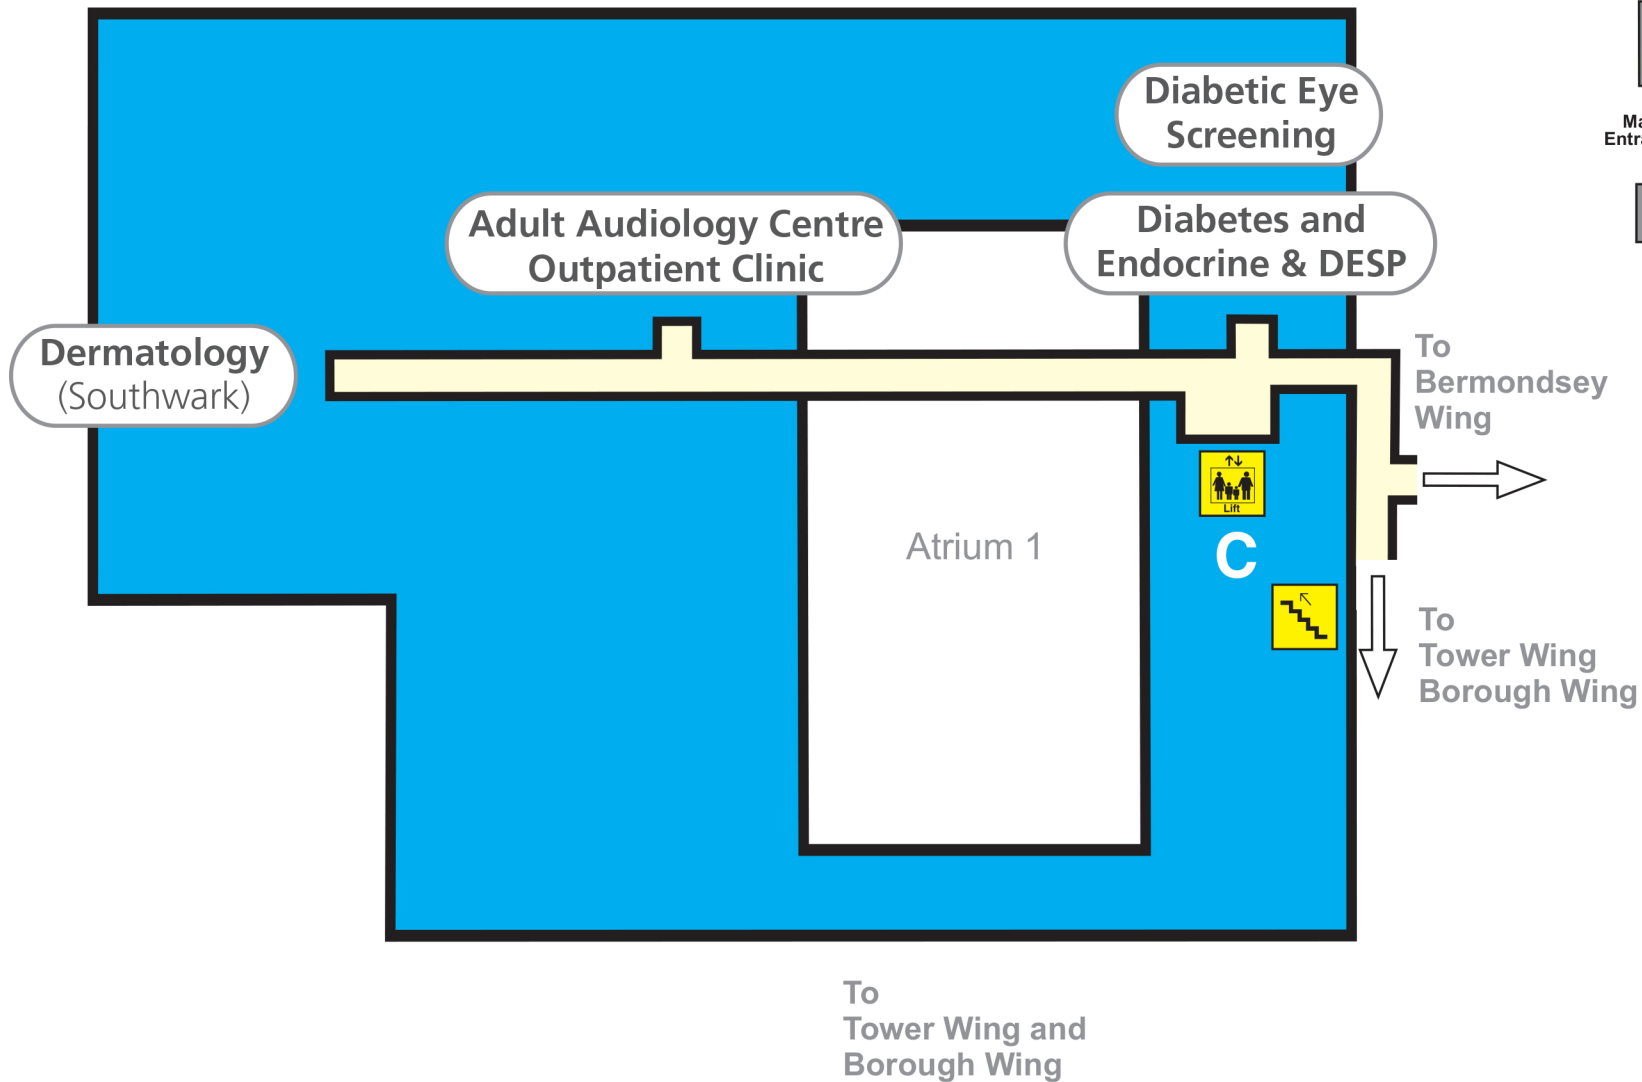 Diabetic Eye
Screening
Adult Audiology Centre
Outpatient Clinic
Diabetes and
Endocrine & DESP
Dermatology
(Southwark)
To
Bermondsey
Wing
Lift
C
Atrium 1
To
Tower Wing
Borough Wing
To
Tower Wing and
Borough Wing